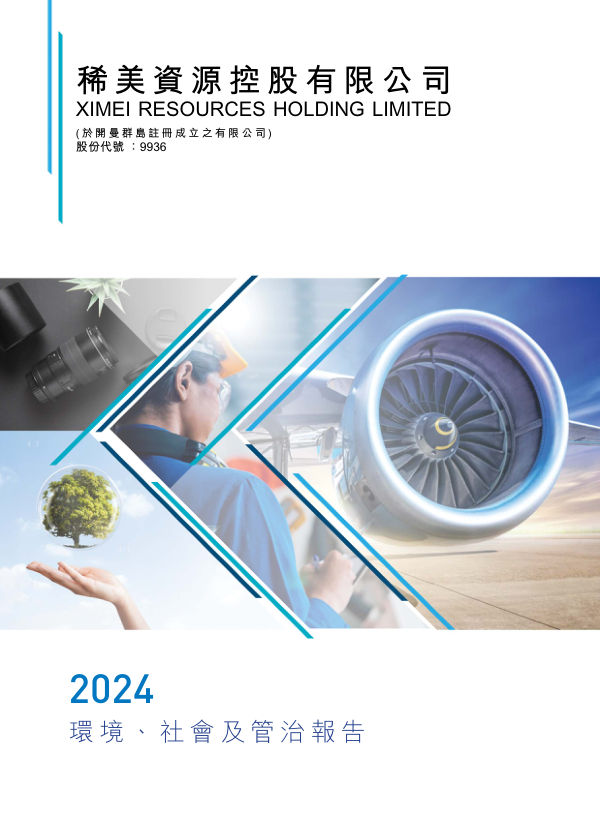 稀美資源控股有限公司
XIMEI RESOURCES HOLDING LIMITED
(於開曼群島註冊成立之有限公司)
股份代號：9936
2024
環境、社會及管治報告